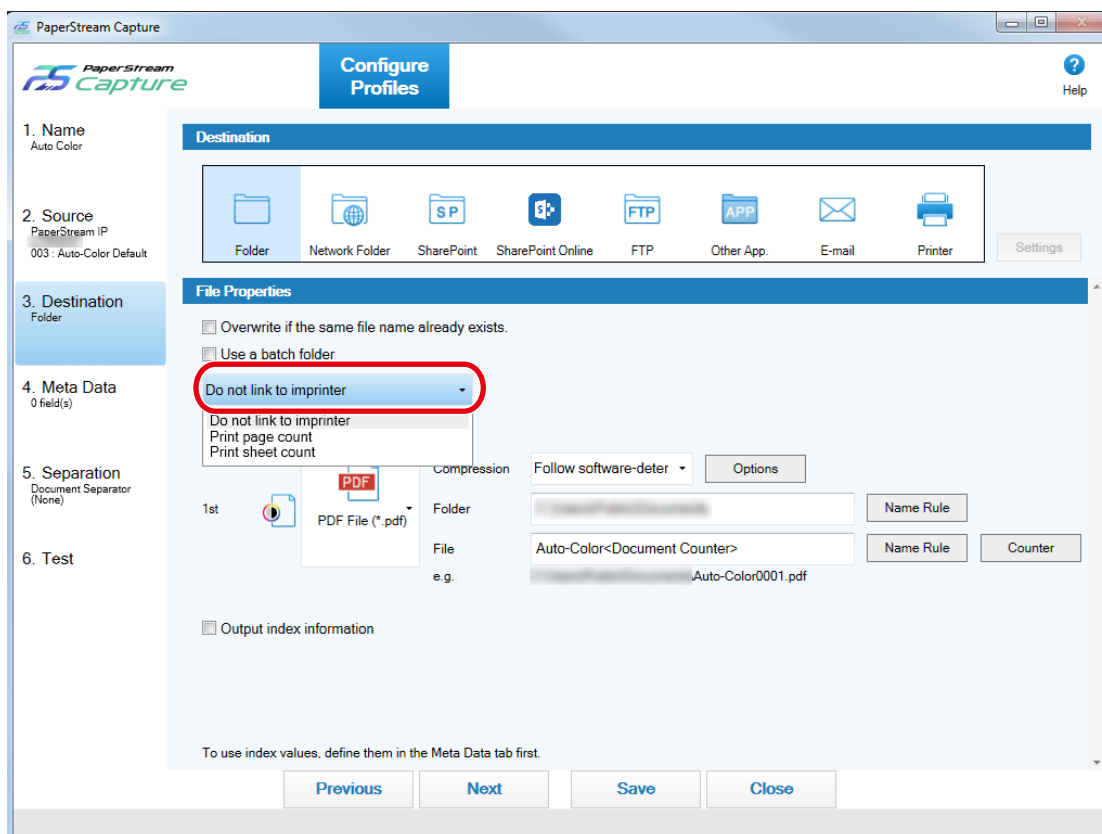 PaperStream Capture
PaperStream
Capture
Configure
Profiles
?
Help
1. Name
Auto Color
2. Source
PaperStream IP
003 : Auto-Color Default
3. Destination
Folder
4. Meta Data
0 field(s)
5. Separation
Document Separator
(None)
6. Test
Destination
SP
S
FTP
APP
Folder
Network Folder
SharePoint
SharePoint Online
FTP
Other App.
E-mail
Printer
Settings
File Properties
Overwrite if the same file name already exists.
Use a batch folder
Do not link to imprinter
Do not link to imprinter
Print page count
Print sheet count
Compression
Follow software-deter
Options
1st
PDF
PDF File (*.pdf)
Folder
Name Rule
File
Auto-Color<Document Counter>
Name Rule
Counter
e.g.
Auto-Color0001.pdf
Output index information
To use index values, define them in the Meta Data tab first.
Previous
Next
Save
Close